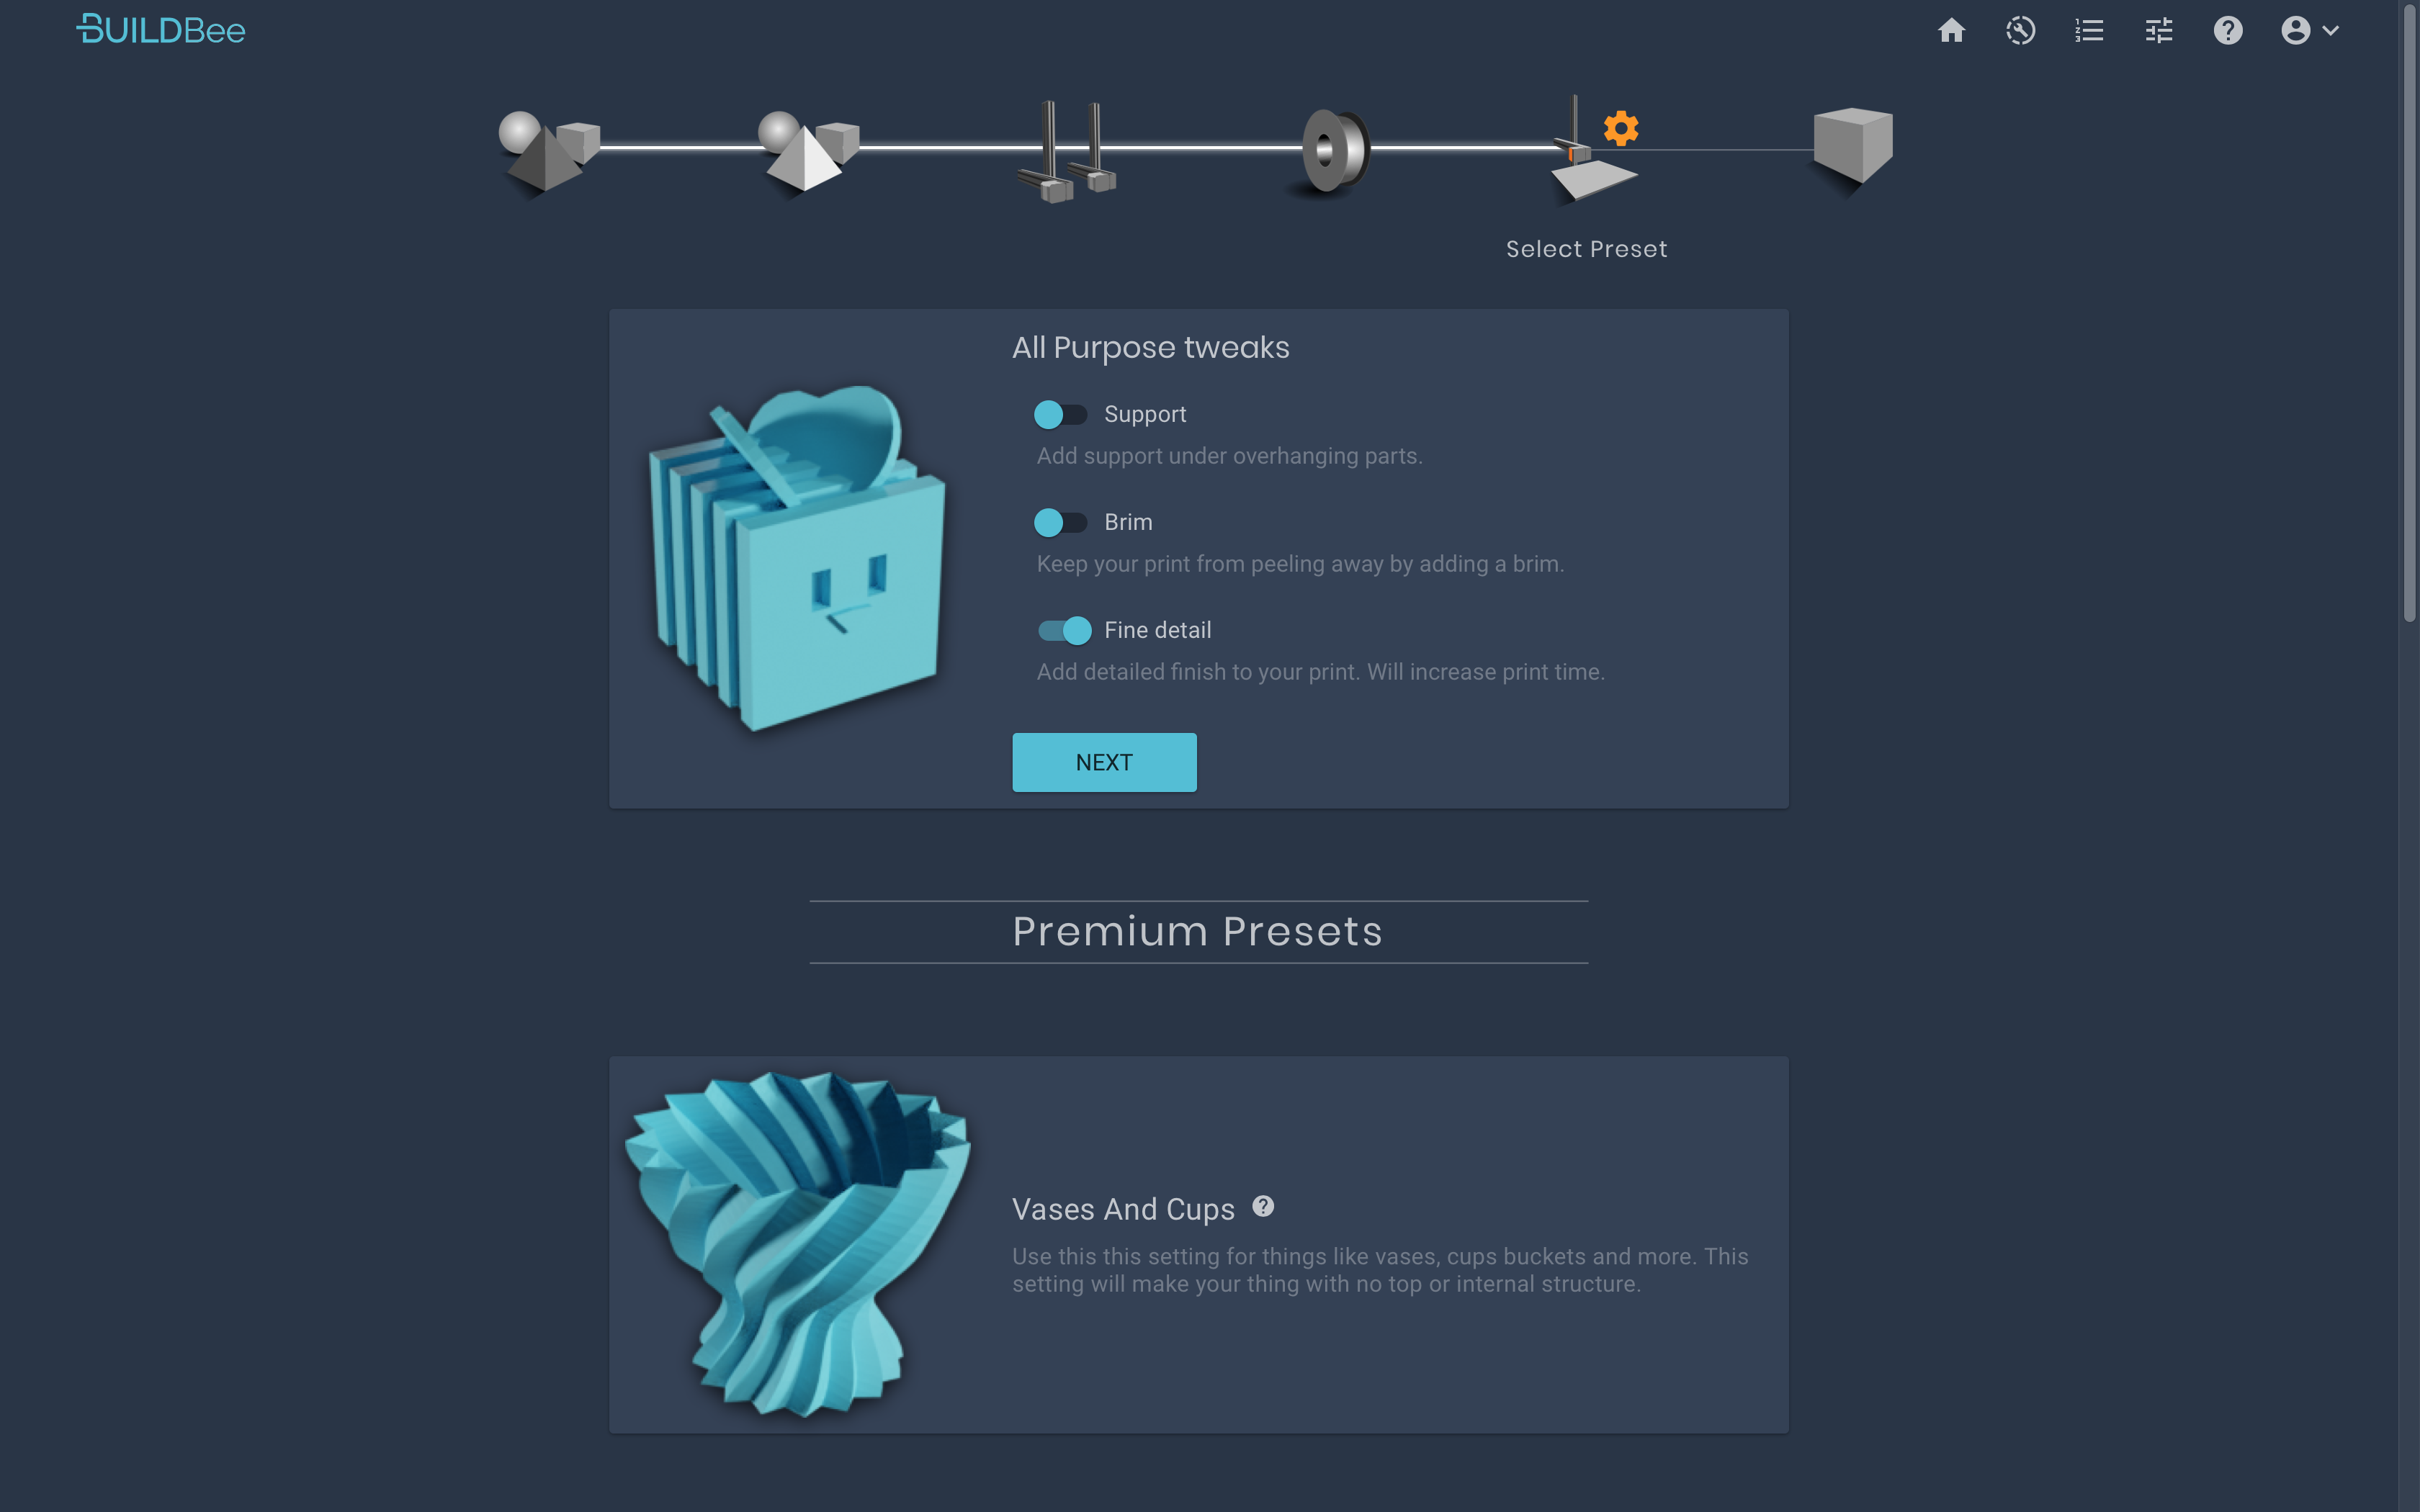 BUILDBee
Select Preset
All Purpose tweaks
Support
Add support under overhanging parts.
Brim
Keep your print from peeling away by adding a brim.
Fine detail
Add detailed finish to your print. Will increase print time.
NEXT
Premium Presets
Vases And Cups
Use this this setting for things like vases, cups buckets and more. This
setting will make your thing with no top or internal structure.